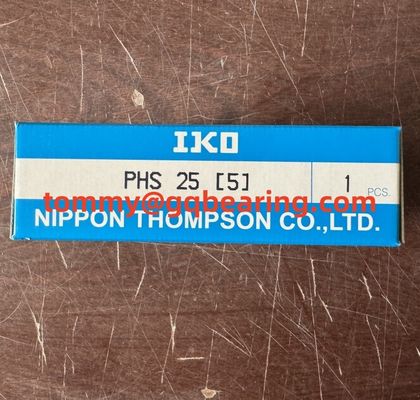 IKO
PHS 25 [5] 1 PCS.
tommy@gqbearing.com
NIPPON THOMPSON CO.,LTD.